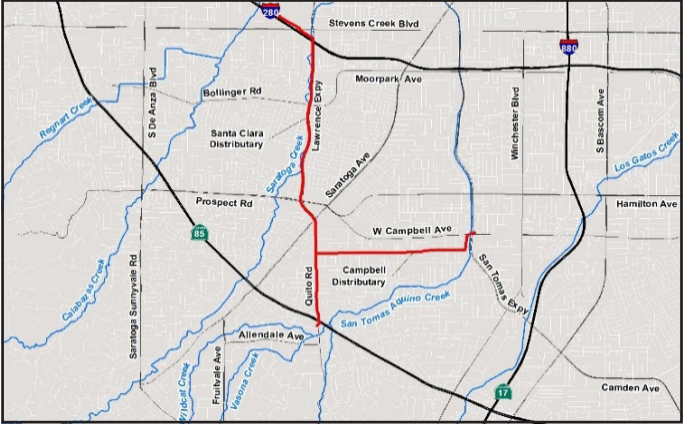 280
Stevens Creek Blvd
880
Moorpark Ave
S De Anza Blvd
Bollinger Rd
Lawrence Expy
Winchester Blvd
S Bascom Ave
Regnart Creek
Santa Clara
Distributary
Saratoga Creek
Saratoga Ave
Los Gatos Creek
Prospect Rd
Hamilton Ave
85
W Campbell Ave
Calabazas Creek
Saratoga Sunnyvale Rd
Quito Rd
Campbell
Distributary
San Tomas Expy
San Tomas Aquino Creek
Allendale Ave
Wildcat Creek
Fruitvale Ave
Vasona Creek
17
Camden Ave